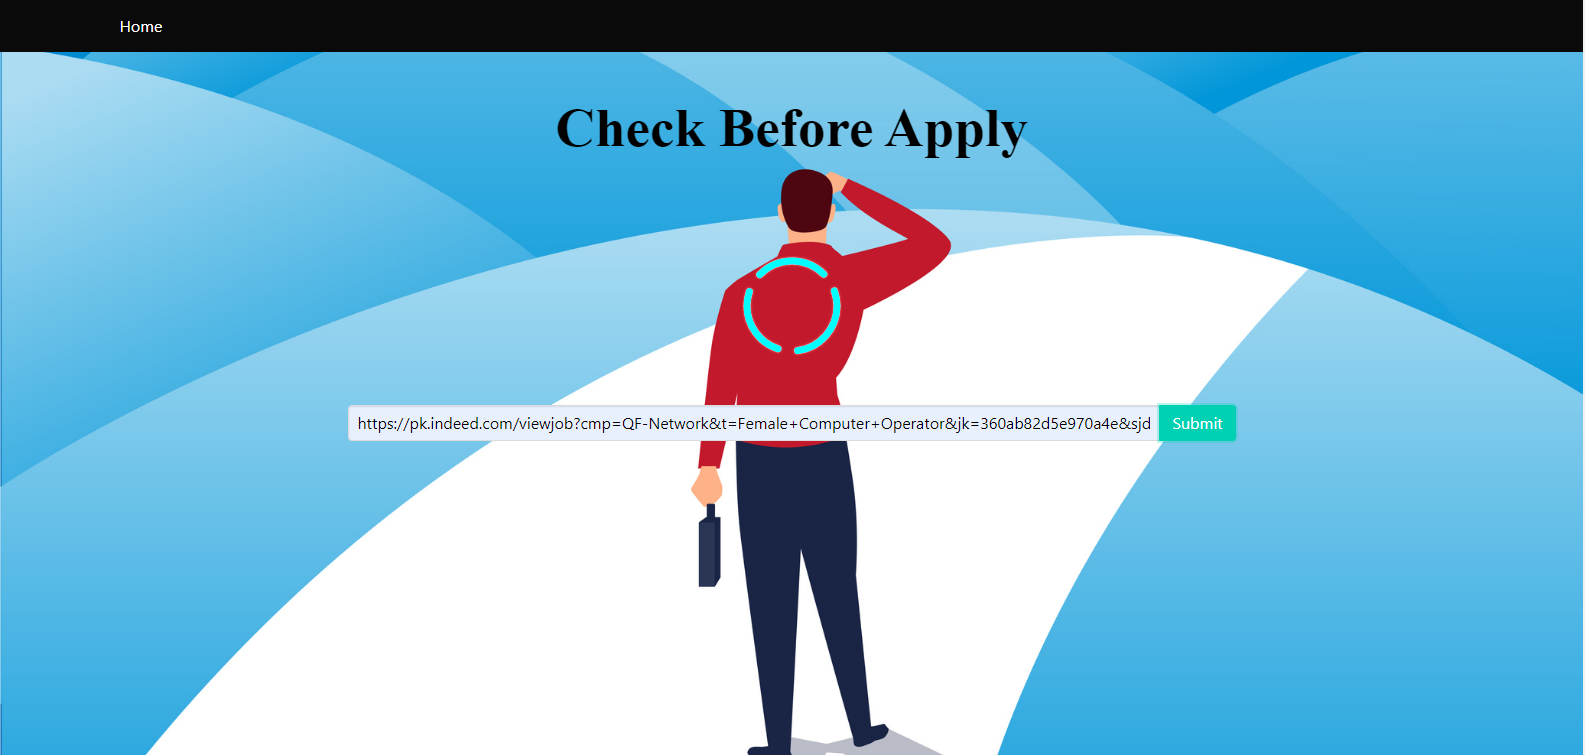 Home
Check Before Apply
https://pk.indeed.com/viewjob?cmp=QF-Network&t=Female+Computer+Operator&jk=360ab82d5e970a4e&sjd
Submit